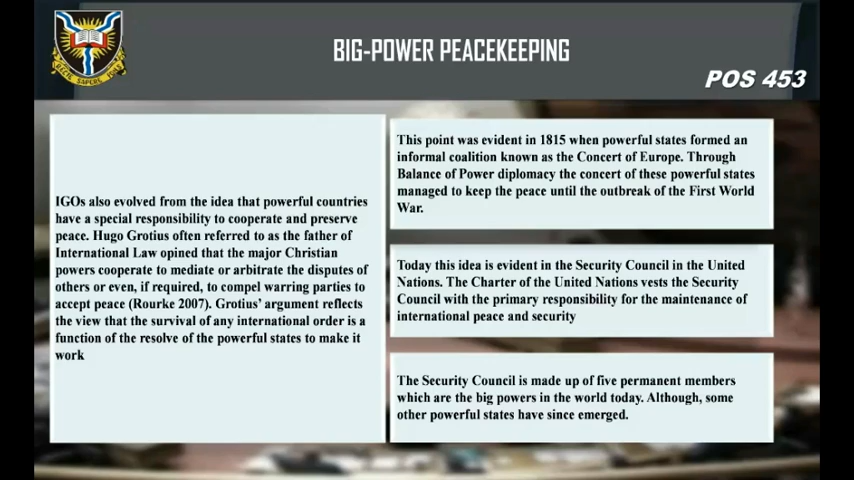 BIG-POWER PEACEKEEPING
POS 453
RECTE SAPERE FONS
IGOs also evolved from the idea that powerful countries
have a special responsibility to cooperate and preserve
peace. Hugo Grotius often referred to as the father of
International Law opined that the major Christian
powers cooperate to mediate or arbitrate the disputes of
others or even, if required, to compel warring parties to
accept peace (Rourke 2007). Grotius’ argument reflects
the view that the survival of any international order is a
function of the resolve of the powerful states to make it
work
This point was evident in 1815 when powerful states formed an
informal coalition known as the Concert of Europe. Through
Balance of Power diplomacy the concert of these powerful states
managed to keep the peace until the outbreak of the First World
War.
Today this idea is evident in the Security Council in the United
Nations. The Charter of the United Nations vests the Security
Council with the primary responsibility for the maintenance of
international peace and security
The Security Council is made up of five permanent members
which are the big powers in the world today. Although, some
other powerful states have since emerged.